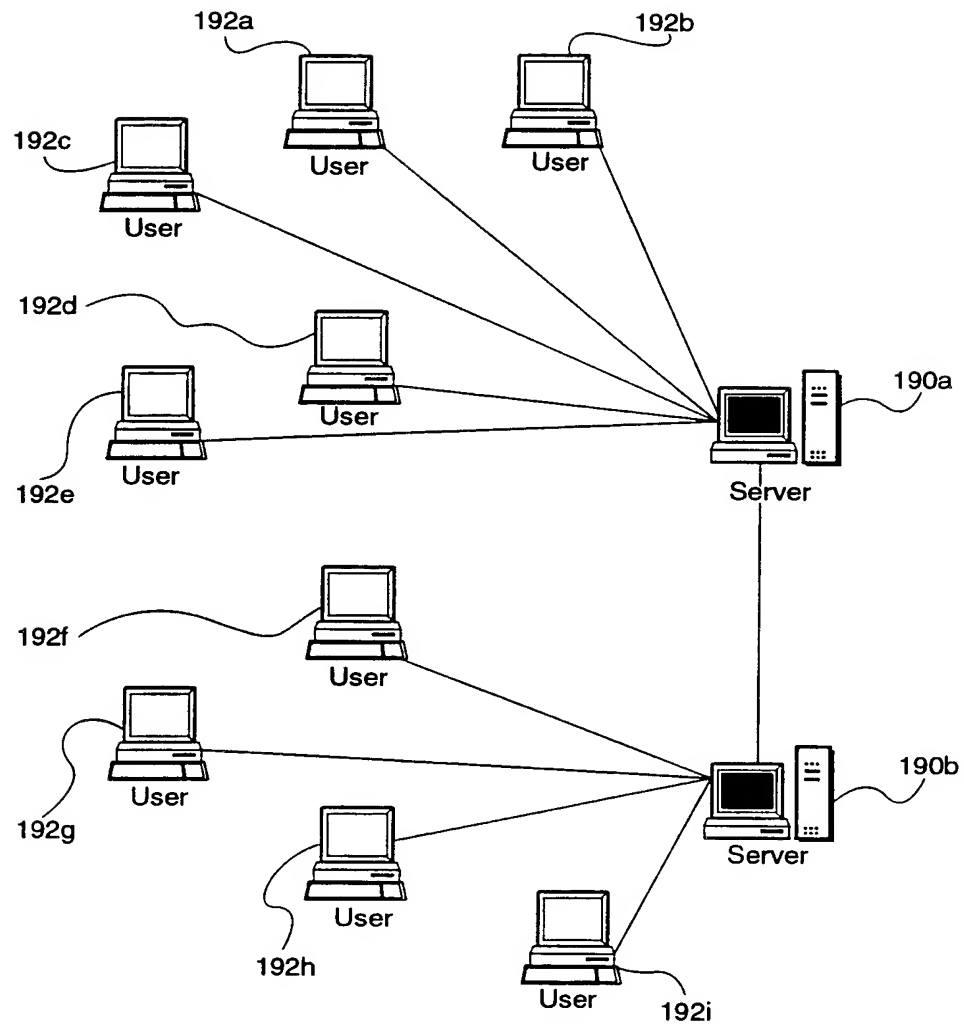 192a
192b
User
User
192c
User
192d
User
190a
192e
User
Server
192f
User
192g
User
190b
Server
192h
User
192i
User